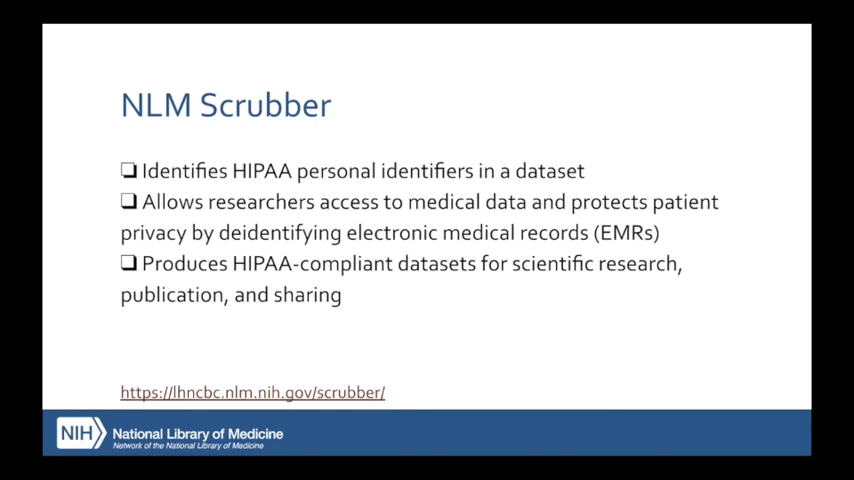 NLM Scrubber
❑ Identifies HIPAA personal identifiers in a dataset
❑ Allows researchers access to medical data and protects patient
privacy by deidentifying electronic medical records (EMRs)
❑ Produces HIPAA-compliant datasets for scientific research,
publication, and sharing
https://lhncbc.nlm.nih.gov/scrubber/
NIH National Library of Medicine
Network of the National Library of Medicine